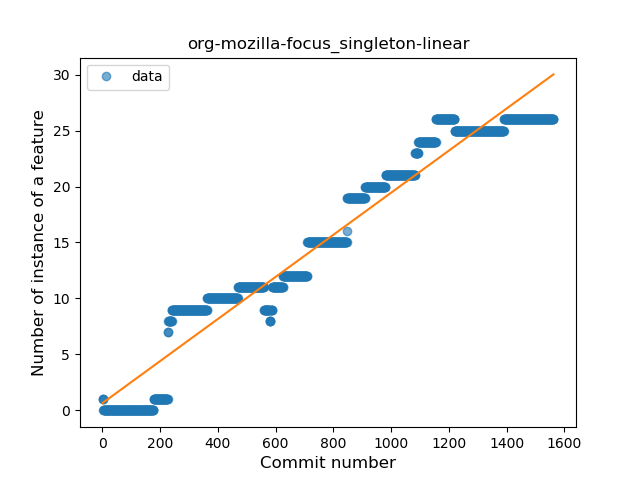 org-mozilla-focus_singleton-linear
data
Number of instance of a feature
30
25
20
15
10
5
0
0 200 400 600 800 1000 1200 1400 1600
Commit number